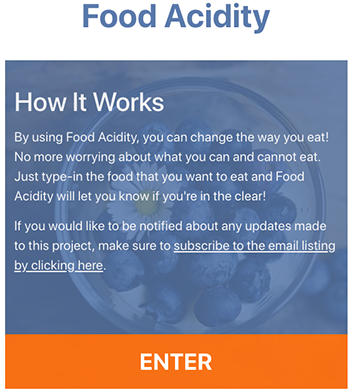 Food Acidity
How It Works
By using Food Acidity, you can change the way you eat!
No more worrying about what you can and cannot eat.
Just type-in the food that you want to eat and Food
Acidity will let you know if you're in the clear!
If you would like to be notified about any updates made
to this project, make sure to subscribe to the email listing
by clicking here.
ENTER